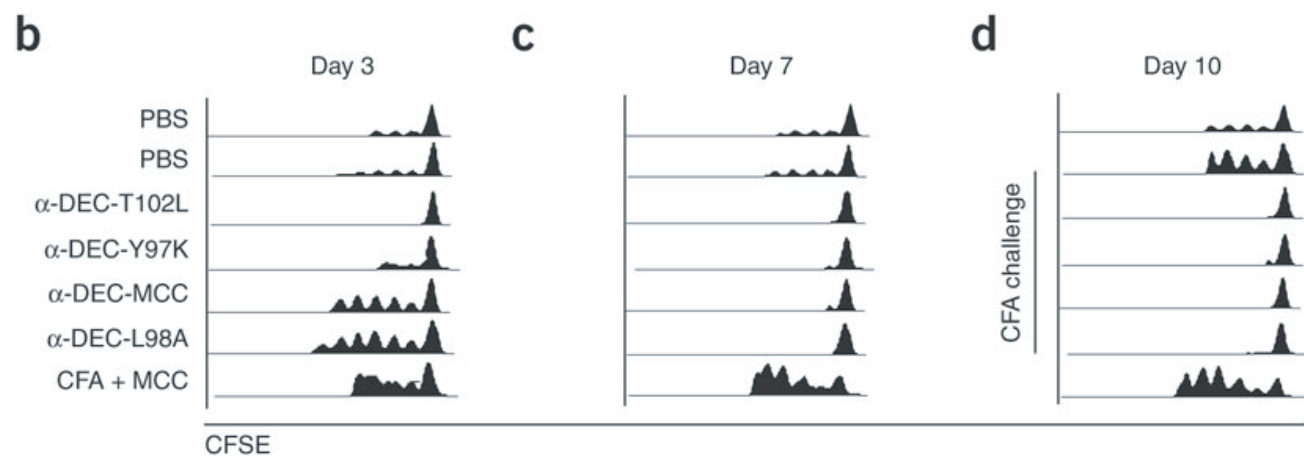 b
c
d
Day 3
Day 7
Day 10
PBS
PBS
α-DEC-T102L
α-DEC-Y97K
α-DEC-MCC
α-DEC-L98A
CFA + MCC
CFA challenge
CFSE